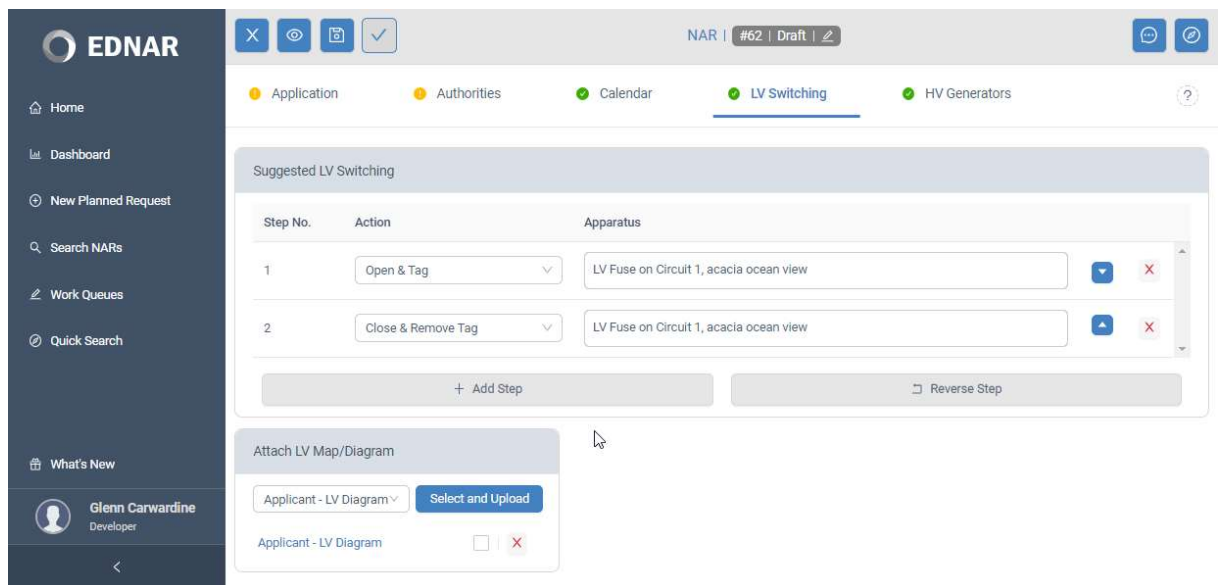 EDNAR
Home
Dashboard
New Planned Request
Search NARs
Work Queues
Quick Search
What's New
Glenn Carwardine
Developer
NAR | #62 | Draft |
Application
Authorities
Calendar
LV Switching
HV Generators
?
Suggested LV Switching
Step No. Action Apparatus
1 Open & Tag LV Fuse on Circuit 1, acacia ocean view X
2 Close & Remove Tag LV Fuse on Circuit 1, acacia ocean view X
+ Add Step
Reverse Step
Attach LV Map/Diagram
Applicant - LV Diagram Select and Upload
Applicant - LV Diagram X